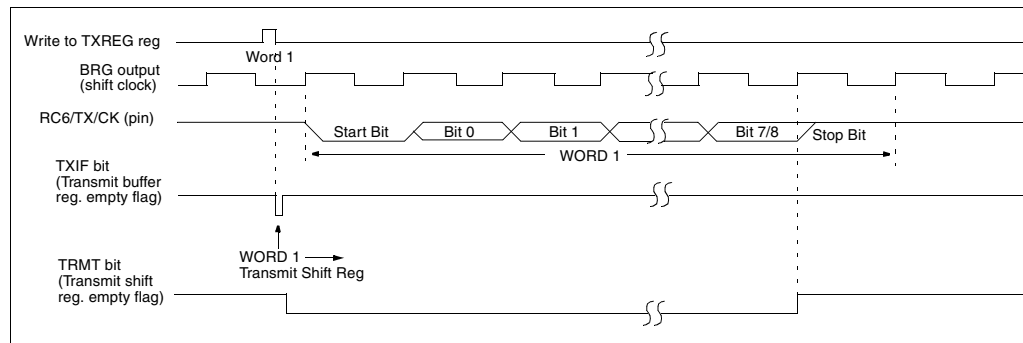 Write to TXREG reg
Word 1
BRG output
(shift clock)
RC6/TX/CK (pin)
Start Bit
Bit 0
Bit 1
Bit 7/8
Stop Bit
WORD 1
TXIF bit
(Transmit buffer
reg. empty flag)
WORD 1
Transmit Shift Reg
TRMT bit
(Transmit shift
reg. empty flag)